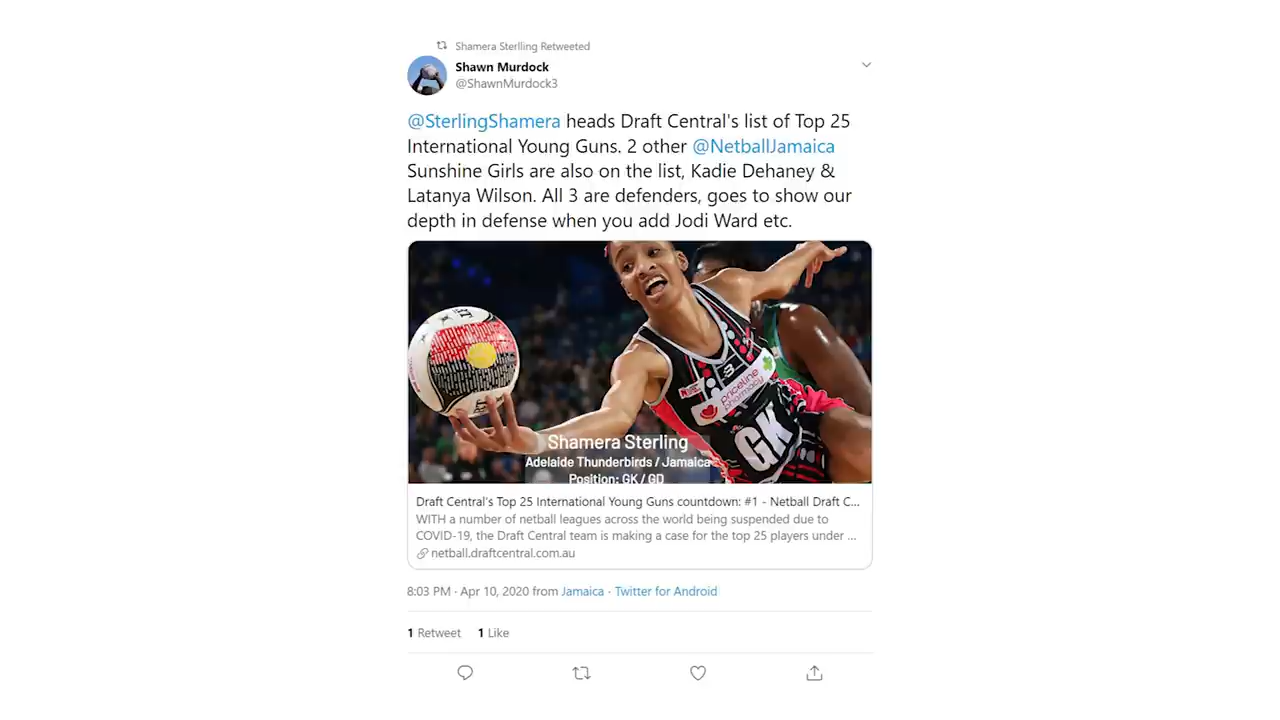 Shamera Sterlling Retweeted
Shawn Murdock
@ShawnMurdock3
@SterlingShamera heads Draft Central's list of Top 25
International Young Guns. 2 other @NetballJamaica
Sunshine Girls are also on the list, Kadie Dehaney &
Latanya Wilson. All 3 are defenders, goes to show our
depth in defense when you add Jodi Ward etc.
priceline
pharmacy
GK
Shamera Sterling
Adelaide Thunderbirds / Jamaica
Position: GK / GD
Draft Central's Top 25 International Young Guns countdown: #1 - Netball Draft C...
WITH a number of netball leagues across the world being suspended due to
COVID-19, the Draft Central team is making a case for the top 25 players under ...
netball.draftcentral.com.au
8:03 PM · Apr 10, 2020 from Jamaica · Twitter for Android
1 Retweet 1 Like